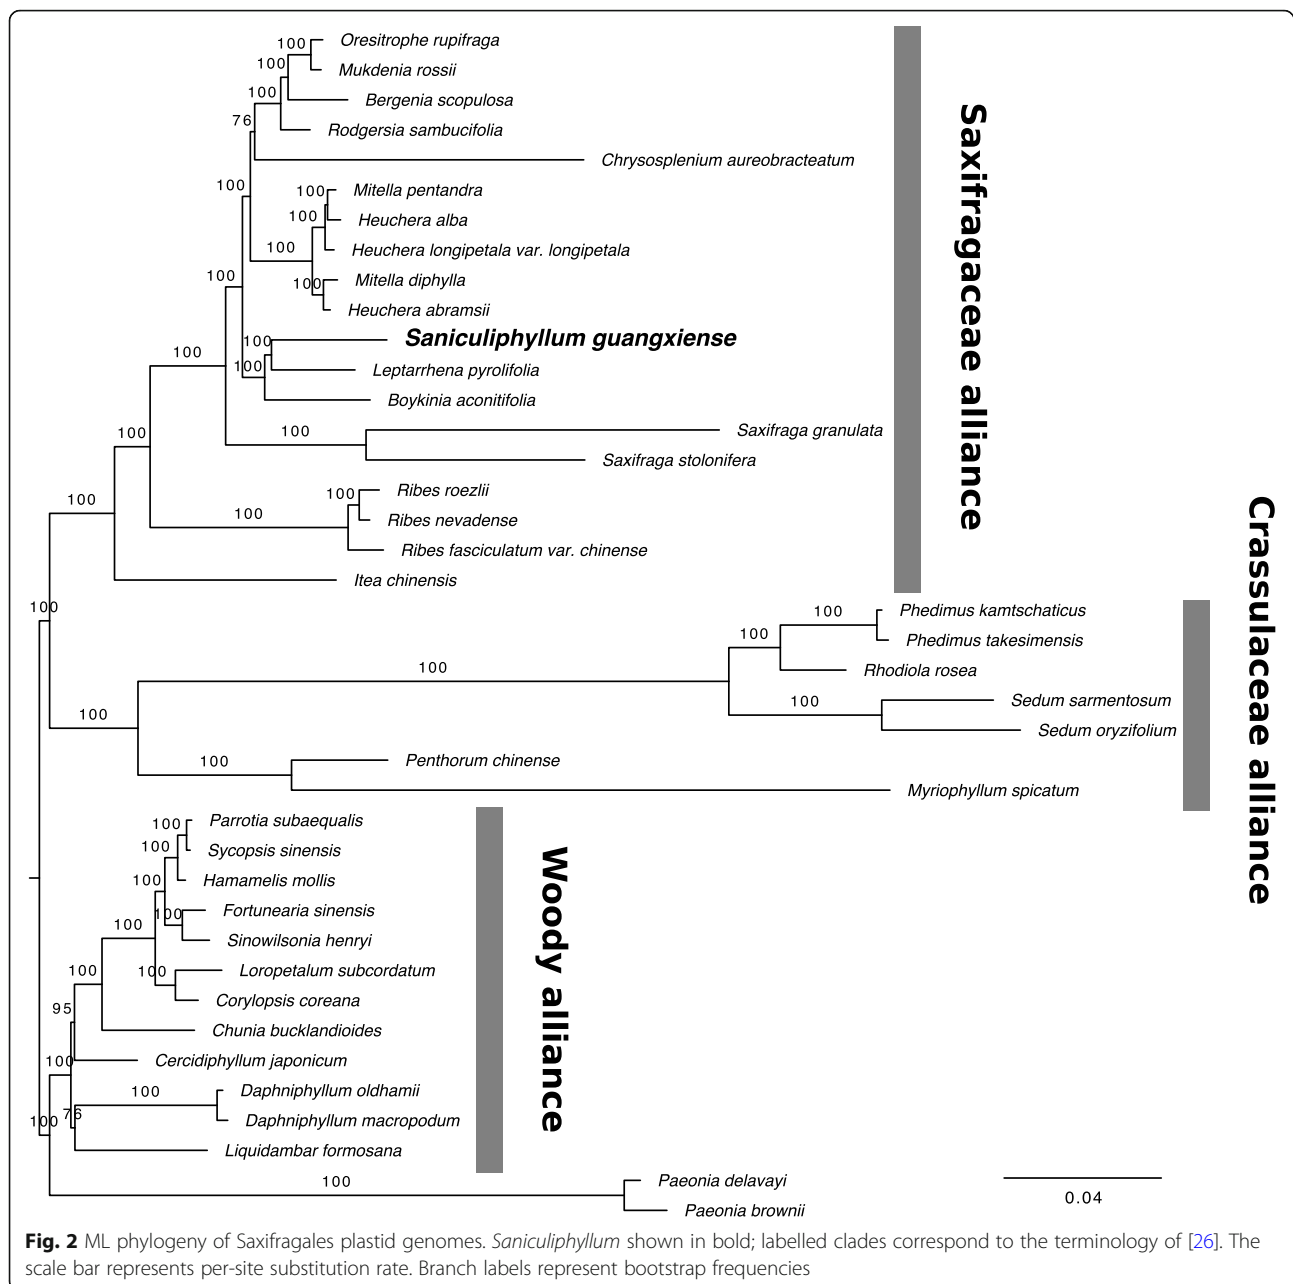 100
Oresitrophe rupifraga
100
Mukdenia rossii
100
Bergenia scopulosa
76
Rodgersia sambucifolia
Chrysosplenium aureobracteatum
100
100
Mitella pentandra
100
Heuchera alba
100
Heuchera longipetala var. longipetala
100
100
Mitella diphylla
Heuchera abramsii
100
Saniculiphyllum guangxiense
100
100
Leptarrhena pyrolifolia
Boykinia aconitifolia
100
100
Saxifraga granulata
Saxifraga stolonifera
100
100
Ribes roezlii
100
Ribes nevadense
Ribes fasciculatum var. chinense
Itea chinensis
Saxifragaceae alliance
100
100
Phedimus kamtschaticus
100
Phedimus takesimensis
100
Rhodiola rosea
100
Sedum sarmentosum
100
Sedum oryzifolium
100
Penthorum chinense
Myriophyllum spicatum
Crassulaceae alliance
100
Parrotia subaequalis
100
Sycopsis sinensis
100
Hamamelis mollis
100
Fortunearia sinensis
100
Sinowilsonia henryi
100
100
Loropetalum subcordatum
Corylopsis coreana
95
Chunia bucklandioides
100
Cercidiphyllum japonicum
100
Daphniphyllum oldhamii
100
76
Daphniphyllum macropodum
Liquidambar formosana
Woody alliance
100
Paeonia delavayi
Paeonia brownii
0.04
Fig. 2 ML phylogeny of Saxifragales plastid genomes. Saniculiphyllum shown in bold; labelled clades correspond to the terminology of [26]. The
scale bar represents per-site substitution rate. Branch labels represent bootstrap frequencies